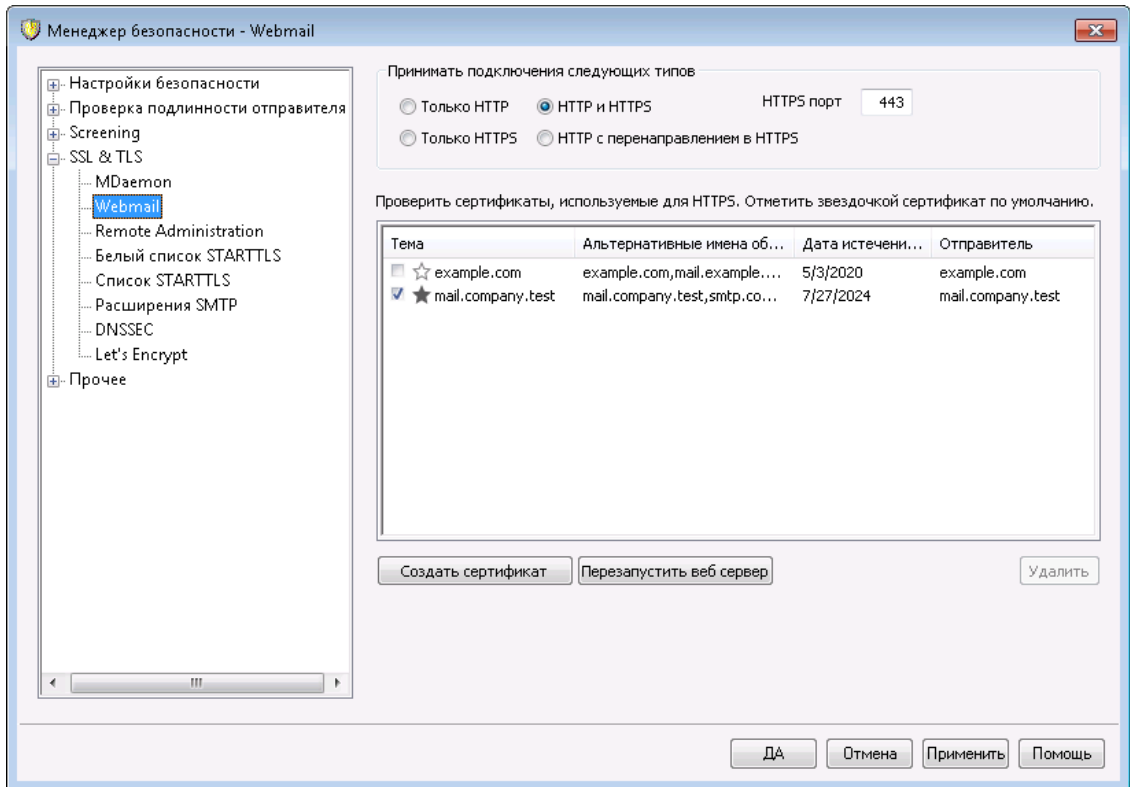 Менеджер безопасности - Webmail
Настройки безопасности
Проверка подлинности отправителя
Screening
SSL & TLS
MDaemon
Webmail
Remote Administration
Белый список STARTTLS
Список STARTTLS
Расширения SMTP
DNSSEC
Let's Encrypt
Прочее
Принимать подключения следующих типов
Только HTTP HTTP и HTTPS HTTPS порт 443
Только HTTPS HTTP с перенаправлением в HTTPS
Проверить сертификаты, используемые для HTTPS. Отметить звездочкой сертификат по умолчанию.
Тема Альтернативные имена об... Дата истечени... Отправитель
example.com example.com,mail.example.... 5/3/2020 example.com
mail.company.test mail.company.test,smtp.co... 7/27/2024 mail.company.test
Создать сертификат Перезапустить веб сервер Удалить
ДА Отмена Применить Помощь